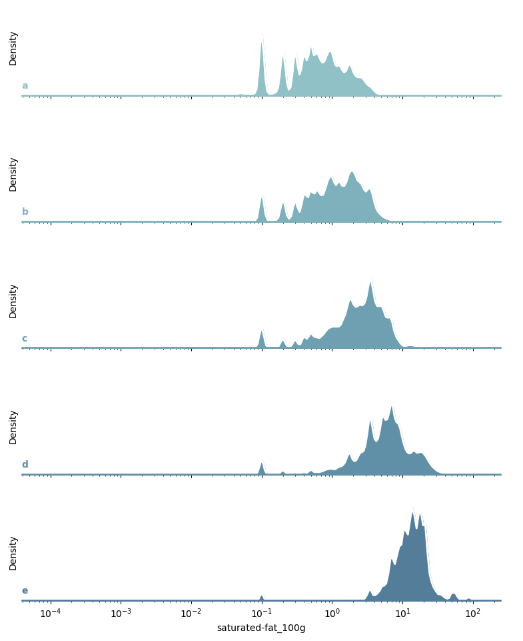 Density
a
Density
b
Density
c
Density
d
Density
e
10⁻⁴ 10⁻³ 10⁻² 10⁻¹ 10⁰ 10¹ 10²
saturated-fat_100g